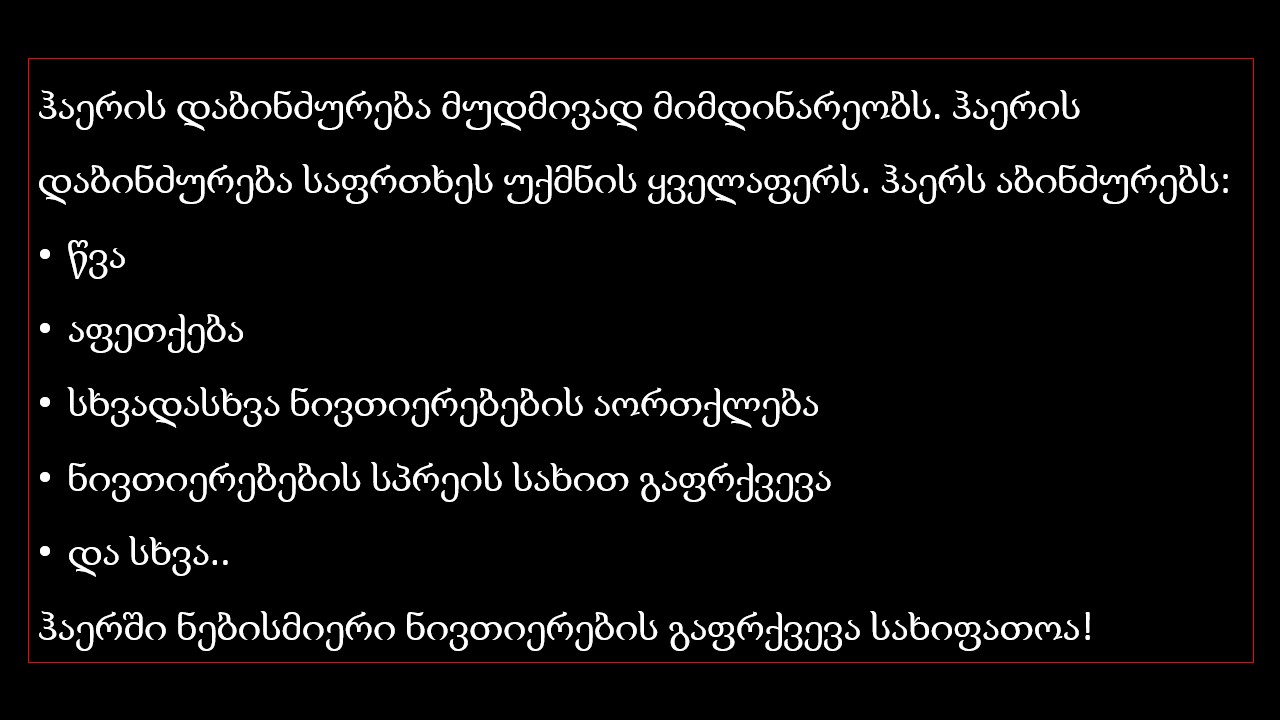 ჰაერის დაბინძურება მუდმივად მიმდინარეობს. ჰაერის
დაბინძურება საფრთხეს უქმნის ყველაფერს. ჰაერს აბინძურებს:
• წვა
• აფეთქება
• სხვადასხვა ნივთიერებების აორთქლება
• ნივთიერებების სპრეის სახით გაფრქვევა
• და სხვა..
ჰაერში ნებისმიერი ნივთიერების გაფრქვევა სახიფათოა!